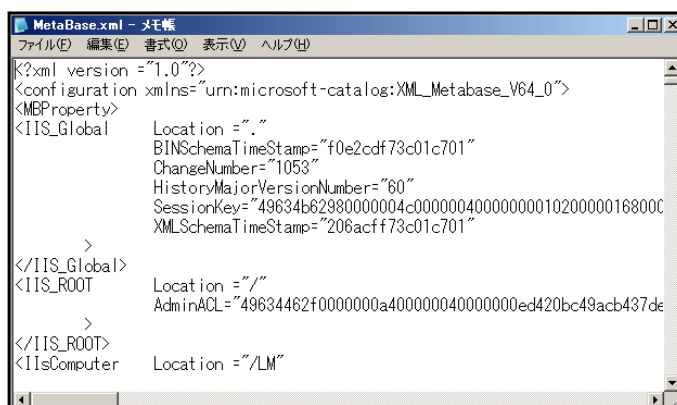 MetaBase.xml - メモ帳
ファイル(F) 編集(E) 書式(O) 表示(V) ヘルプ(H)
<?xml version ="1.0"?>
<configuration xmlns="urn:microsoft-catalog:XML_Metabase_V64_0">
<MBProperty>
<IIS_Global Location ="."
BINSchemaTimeStamp="f0e2cdf73c01c701"
ChangeNumber="1053"
HistoryMajorVersionNumber="60"
SessionKey="49634b62980000004c000000400000000102000001680000
XMLSchemaTimeStamp="206acff73c01c701"
>
</IIS_Global>
<IIS_ROOT Location ="/"
AdminACL="49634462f0000000a400000040000000ed420bc49acb437de
>
</IIS_ROOT>
<IIsComputer Location ="/LM"